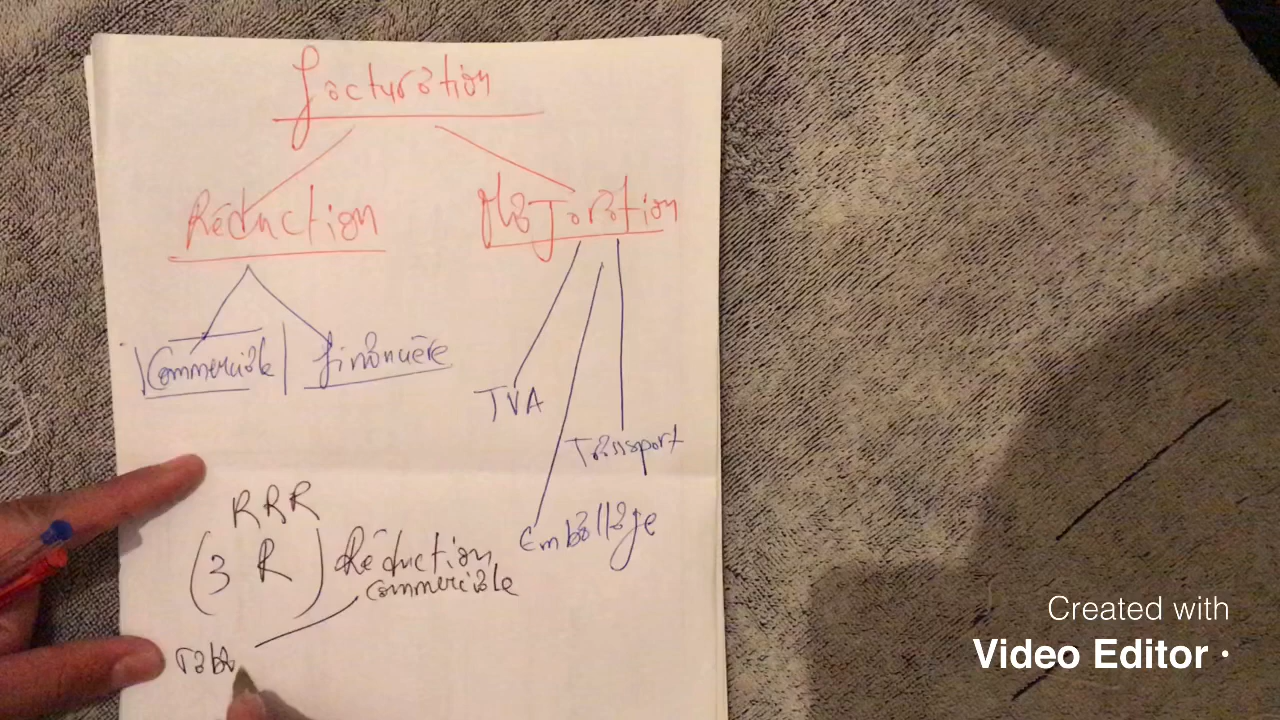 facturation
Réduction Majoration
Commerciale financière
TVA
Transport
Emballage
RRR
(3 R) Réduction
commerciale
Created with
Video Editor